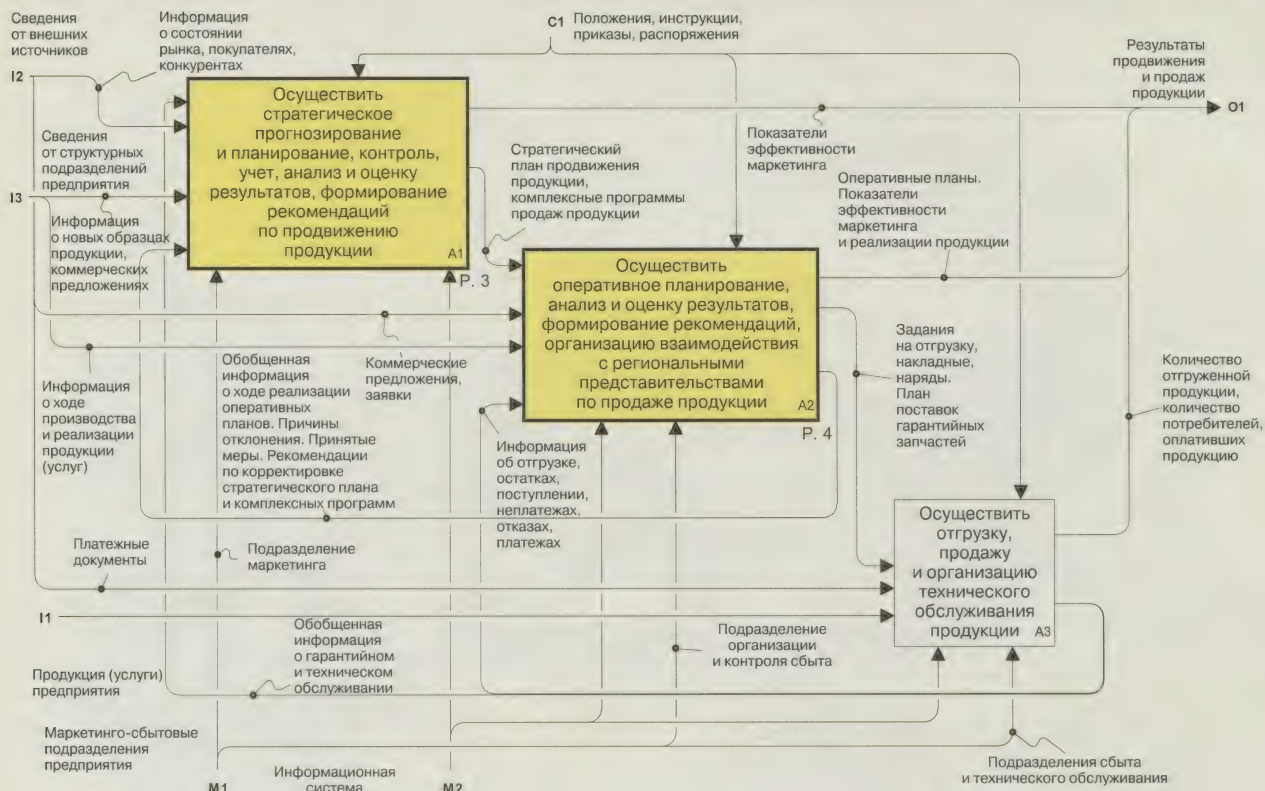 Сведения
от внешних
источников
I2
Информация
о состоянии
рынка, покупателях,
конкурентах
C1
Положения, инструкции,
приказы, распоряжения
Результаты
продвижения
и продаж
продукции
O1
Осуществить
стратегическое
прогнозирование
и планирование, контроль,
учет, анализ и оценку
результатов, формирование
рекомендаций
по продвижению
продукции
A1
P. 3
Показатели
эффективности
маркетинга
Сведения
от структурных
подразделений
предприятия
I3
Информация
о новых образцах
продукции,
коммерческих
предложениях
Стратегический
план продвижения
продукции,
комплексные программы
продаж продукции
Оперативные планы.
Показатели
эффективности
маркетинга
и реализации продукции
Осуществить
оперативное планирование,
анализ и оценку результатов,
формирование рекомендаций,
организацию взаимодействия
с региональными
представительствами
по продаже продукции
A2
P. 4
Информация
о ходе
производства
и реализации
продукции
(услуг)
Обобщенная
информация
о ходе реализации
оперативных
планов. Причины
отклонения. Принятые
меры. Рекомендации
по корректировке
стратегического плана
и комплексных программ
Коммерческие
предложения,
заявки
Информация
об отгрузке,
остатках,
поступлении,
неплатежах,
отказах,
платежах
Задания
на отгрузку,
накладные,
наряды.
План
поставок
гарантийных
запчастей
Количество
отгруженной
продукции,
количество
потребителей,
оплативших
продукцию
Платежные
документы
Подразделение
маркетинга
Осуществить
отгрузку,
продажу
и организацию
технического
обслуживания
продукции
A3
I1
Продукция (услуги)
предприятия
Обобщенная
информация
о гарантийном
и техническом
обслуживании
Подразделение
организации
и контроля сбыта
Маркетинго-сбытовые
подразделения
предприятия
M1
Информационная
система
M2
Подразделения сбыта
и технического обслуживания